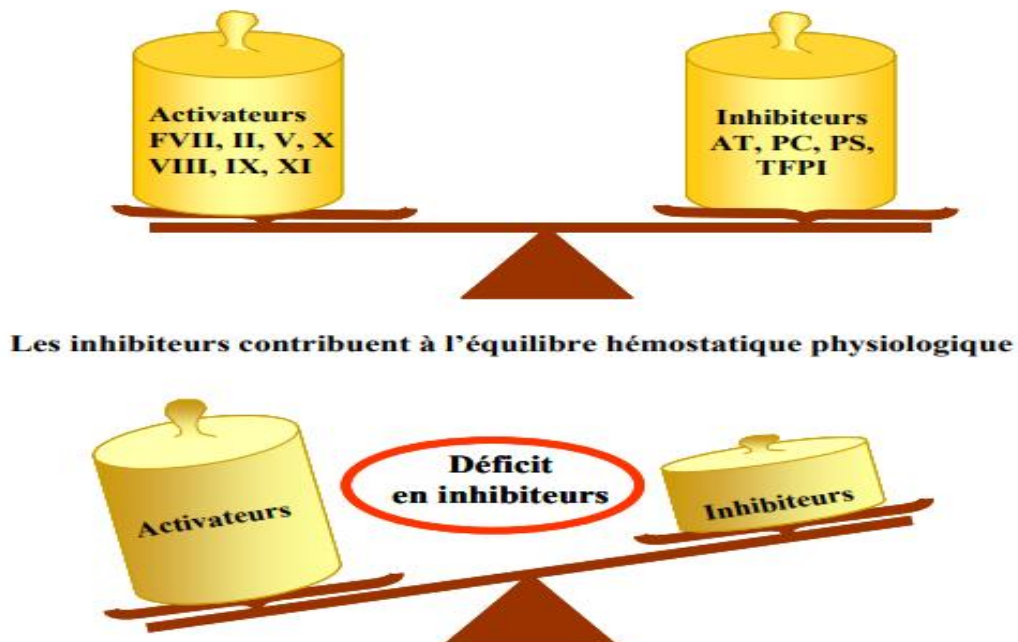 Activateurs
FVII, II, V, X
VIII, IX, XI
Inhibiteurs
AT, PC, PS,
TFPI
Les inhibiteurs contribuent à l'équilibre hémostatique physiologique
Activateurs
Déficit
en inhibiteurs
Inhibiteurs